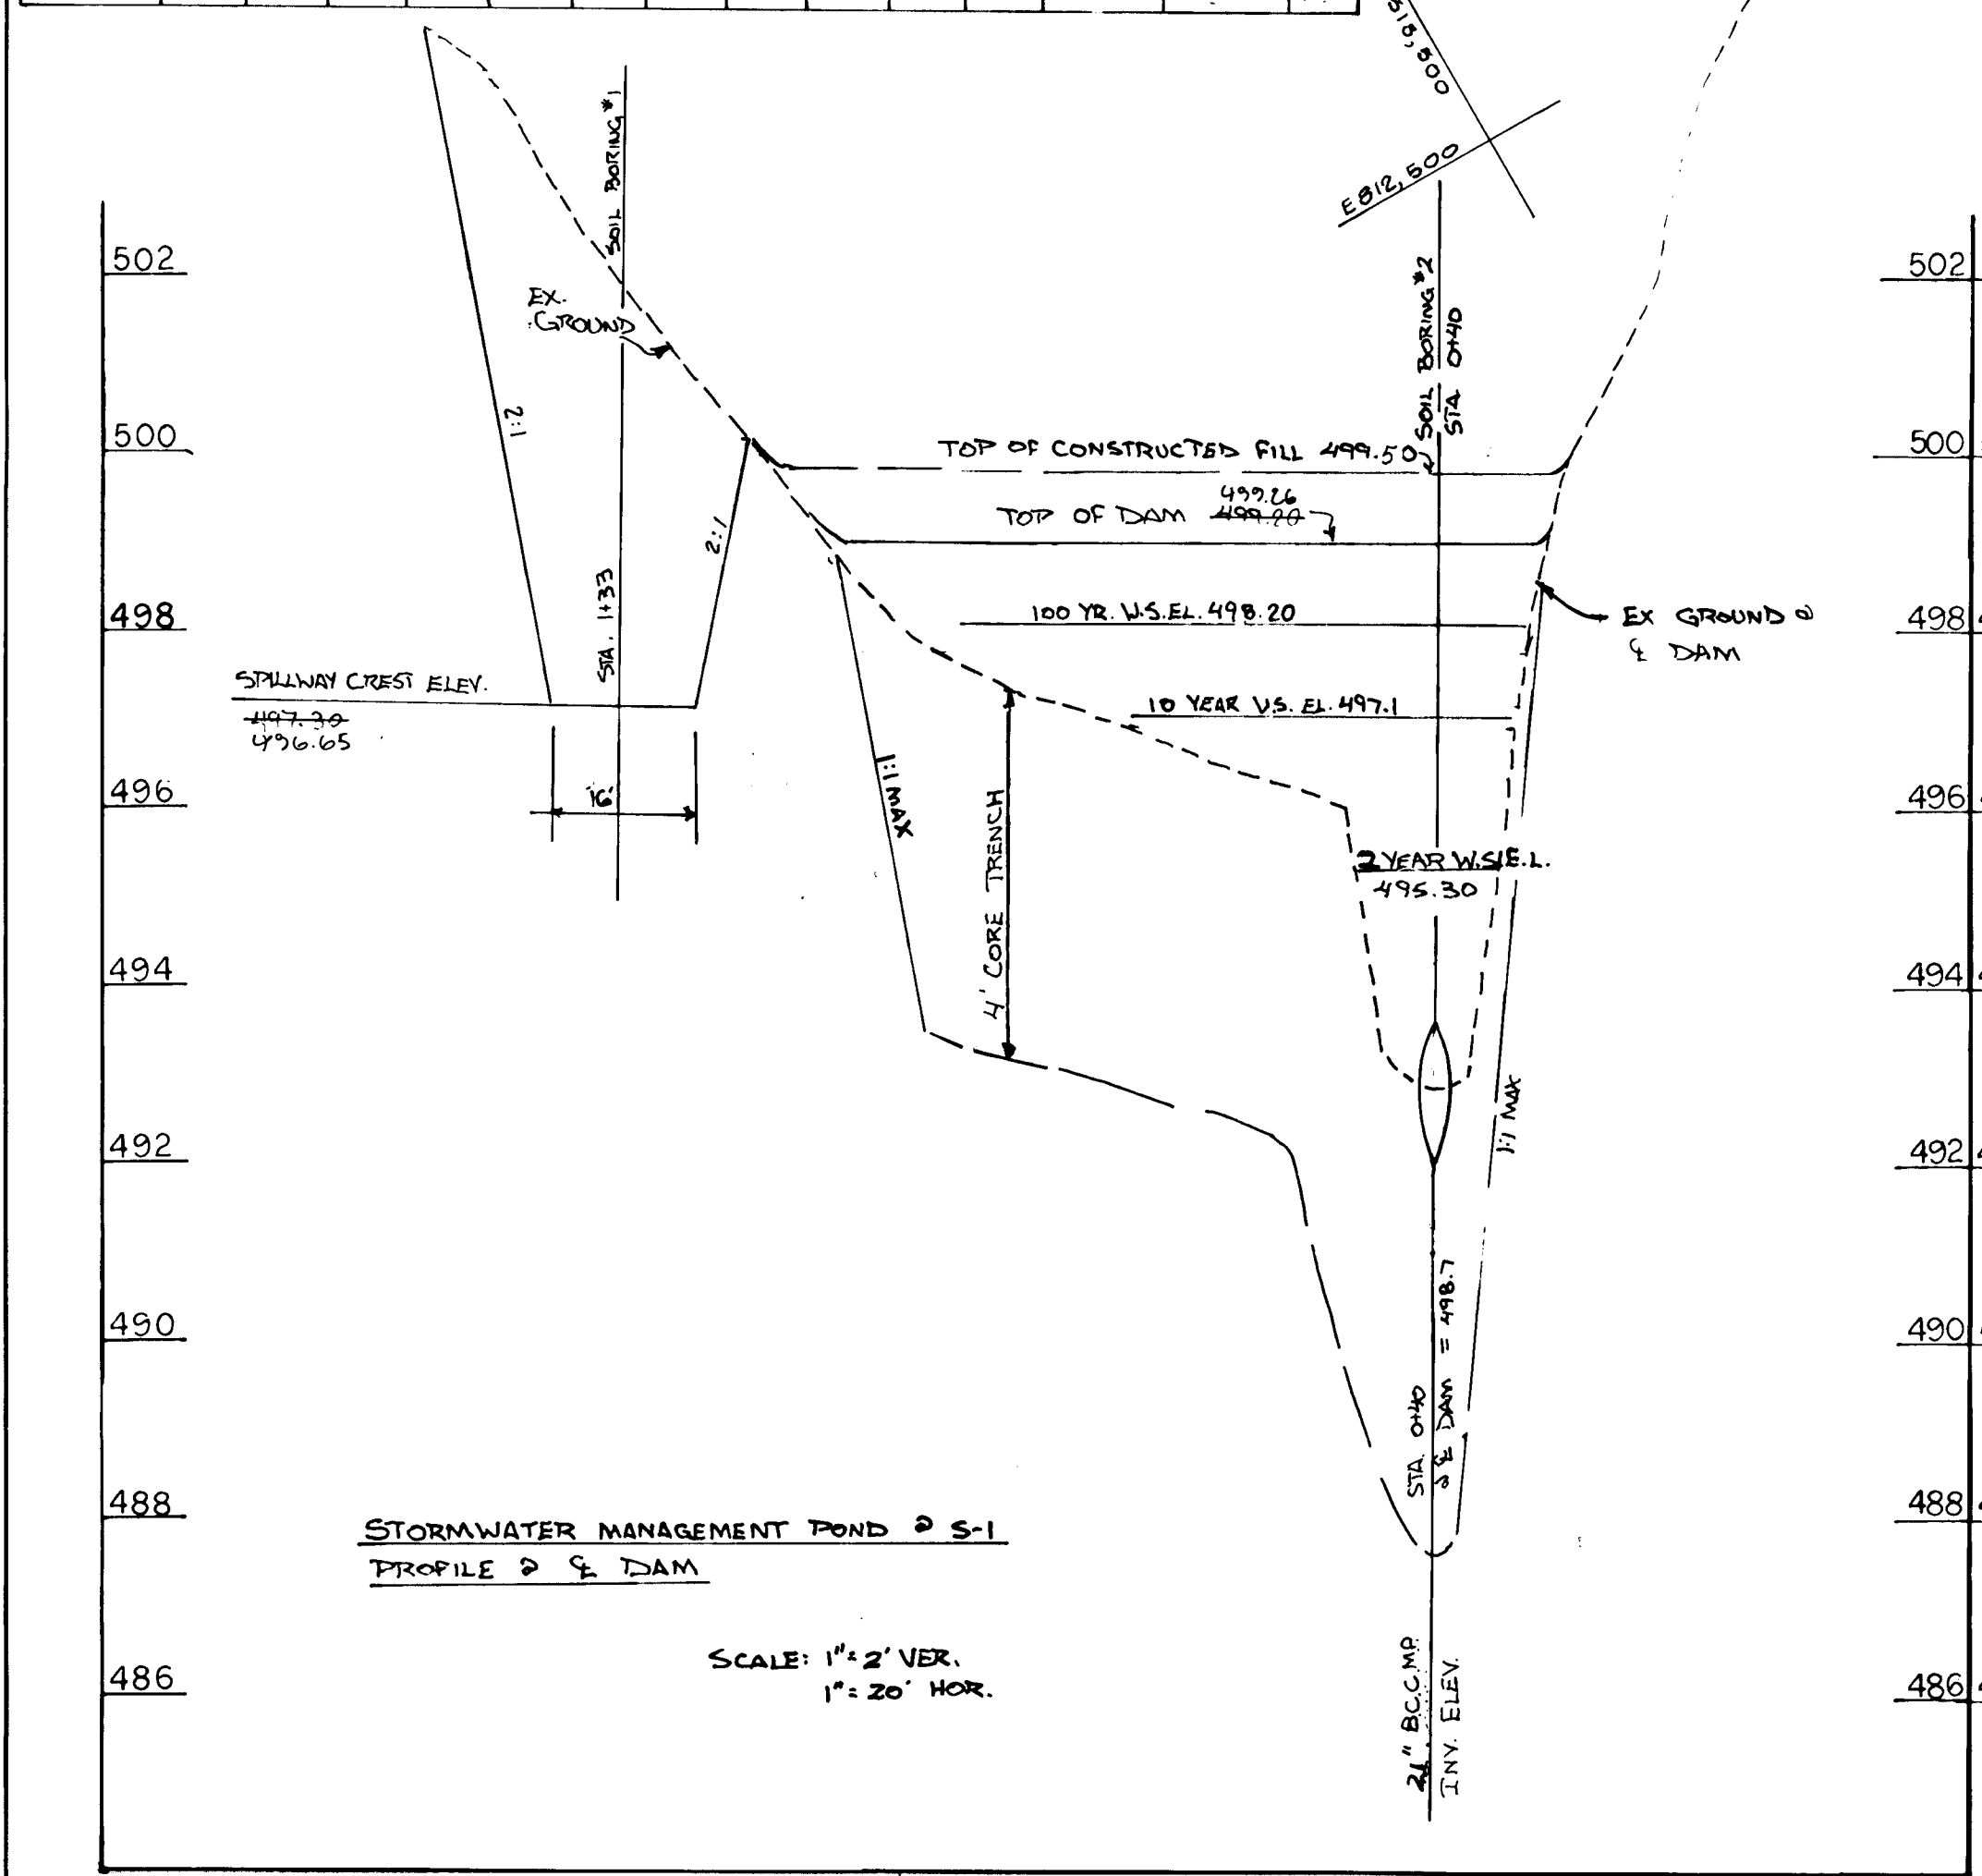 518,500
E812,500
502
500
498
496
494
492
490
488
486
502
500
498
496
494
492
490
488
486
SOIL BORING #1
STA. 1+33
EX.
GROUND
1:2
2:1
SPILLWAY CREST ELEV.
497.30
496.65
16'
SOIL BORING #2
STA 0+40
TOP OF CONSTRUCTED FILL 499.50
499.26
TOP OF DAM 499.20
100 YR. W.S.EL. 498.20
10 YEAR W.S. EL. 497.1
EX GROUND @
℄ DAM
1:1 MAX
4' CORE TRENCH
2 YEAR W.S.E.L.
495.30
1:1 MAX
STA. 0+40
@ ℄ DAM = 498.7
21" B.C.C.M.P.
INV. ELEV.
STORMWATER MANAGEMENT POND @ S-1
PROFILE @ ℄ DAM
SCALE: 1"=2' VER.
1"=20' HOR.